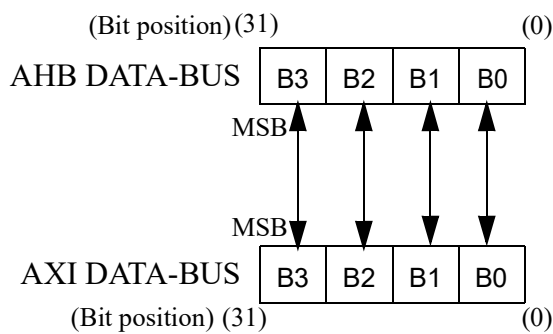 (Bit position) (31) (0)
AHB DATA-BUS B3 B2 B1 B0
MSB
MSB
AXI DATA-BUS B3 B2 B1 B0
(Bit position) (31) (0)